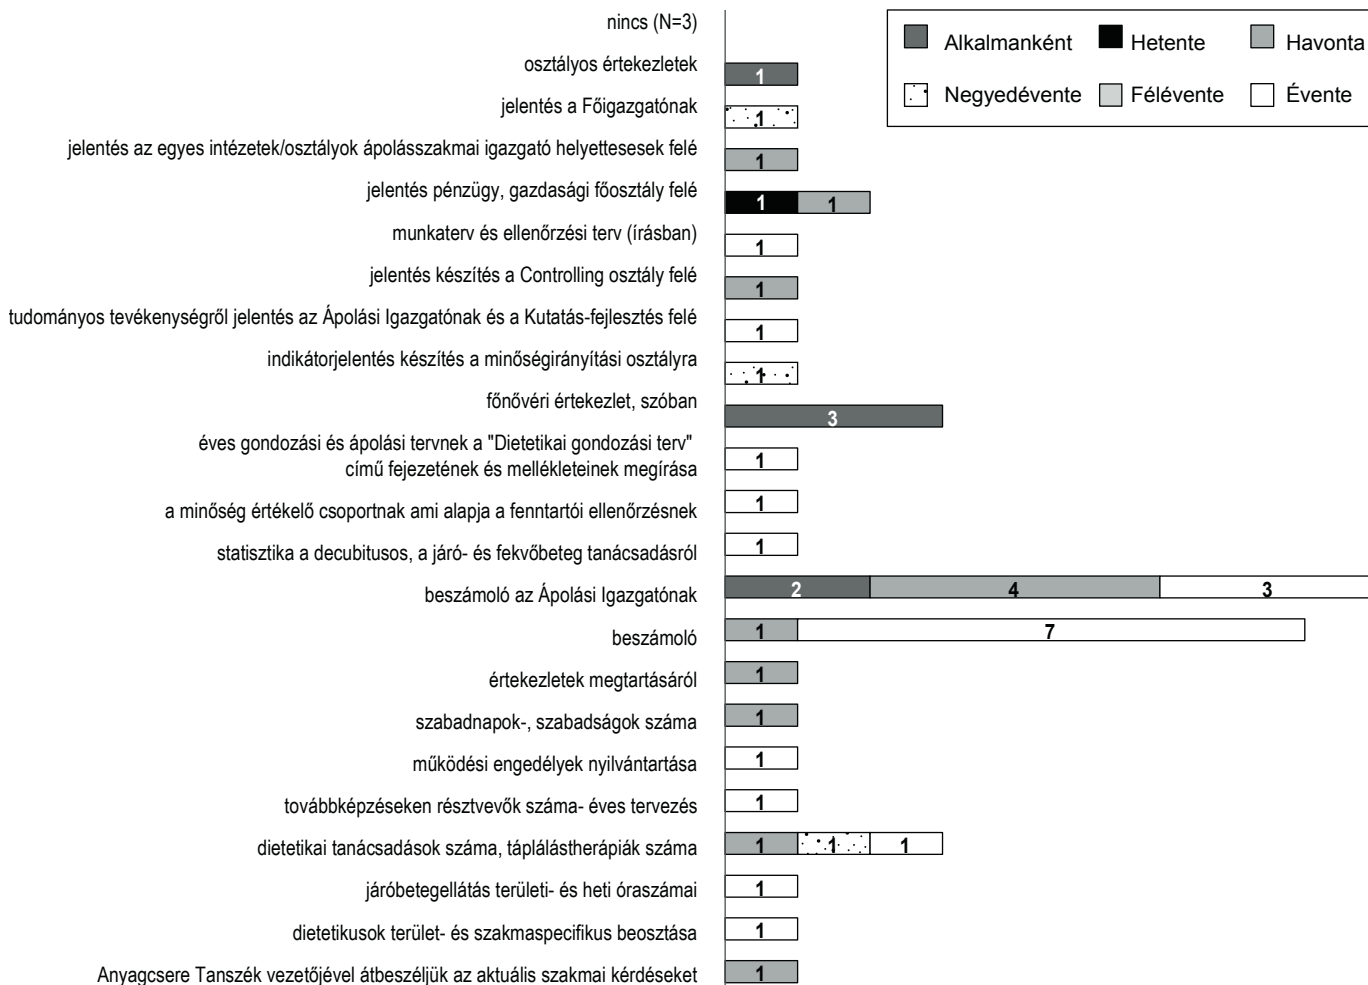 nincs (N=3)
Alkalmanként Hetente Havonta
Negyedévente Félévente Évente
osztályos értekezletek 1
jelentés a Főigazgatónak 1
jelentés az egyes intézetek/osztályok ápolásszakmai igazgató helyettesesek felé 1
jelentés pénzügy, gazdasági főosztály felé 1 1
munkaterv és ellenőrzési terv (írásban) 1
jelentés készítés a Controlling osztály felé 1
tudományos tevékenységről jelentés az Ápolási Igazgatónak és a Kutatás-fejlesztés felé 1
indikátorjelentés készítés a minőségirányítási osztályra 1
főnővéri értekezlet, szóban 3
éves gondozási és ápolási tervnek a "Dietetikai gondozási terv"
című fejezetének és mellékleteinek megírása 1
a minőség értékelő csoportnak ami alapja a fenntartói ellenőrzésnek 1
statisztika a decubitusos, a járó- és fekvőbeteg tanácsadásról 1
beszámoló az Ápolási Igazgatónak 2 4 3
beszámoló 1 7
értekezletek megtartásáról 1
szabadnapok-, szabadságok száma 1
működési engedélyek nyilvántartása 1
továbbképzéseken résztvevők száma- éves tervezés 1
dietetikai tanácsadások száma, táplálástherápiák száma 1 1 1
járóbetegellátás területi- és heti óraszámai 1
dietetikusok terület- és szakmaspecifikus beosztása 1
Anyagcsere Tanszék vezetőjével átbeszéljük az aktuális szakmai kérdéseket 1